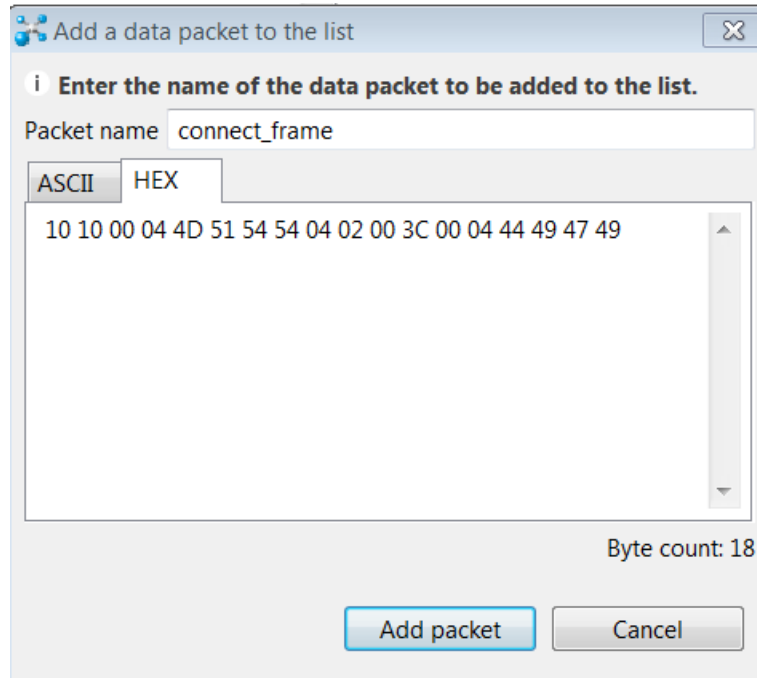 Add a data packet to the list
i Enter the name of the data packet to be added to the list.
Packet name connect_frame
ASCII HEX
10 10 00 04 4D 51 54 54 04 02 00 3C 00 04 44 49 47 49
Byte count: 18
Add packet Cancel